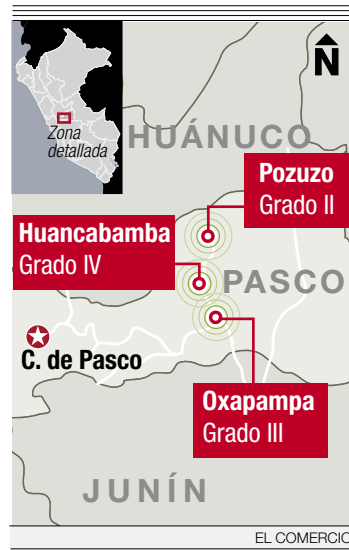 N
Zona
detallada
HUÁNUCO
Pozuzo
Grado II
Huancabamba
Grado IV
PASCO
C. de Pasco
Oxapampa
Grado III
JUNÍN
EL COMERCIO